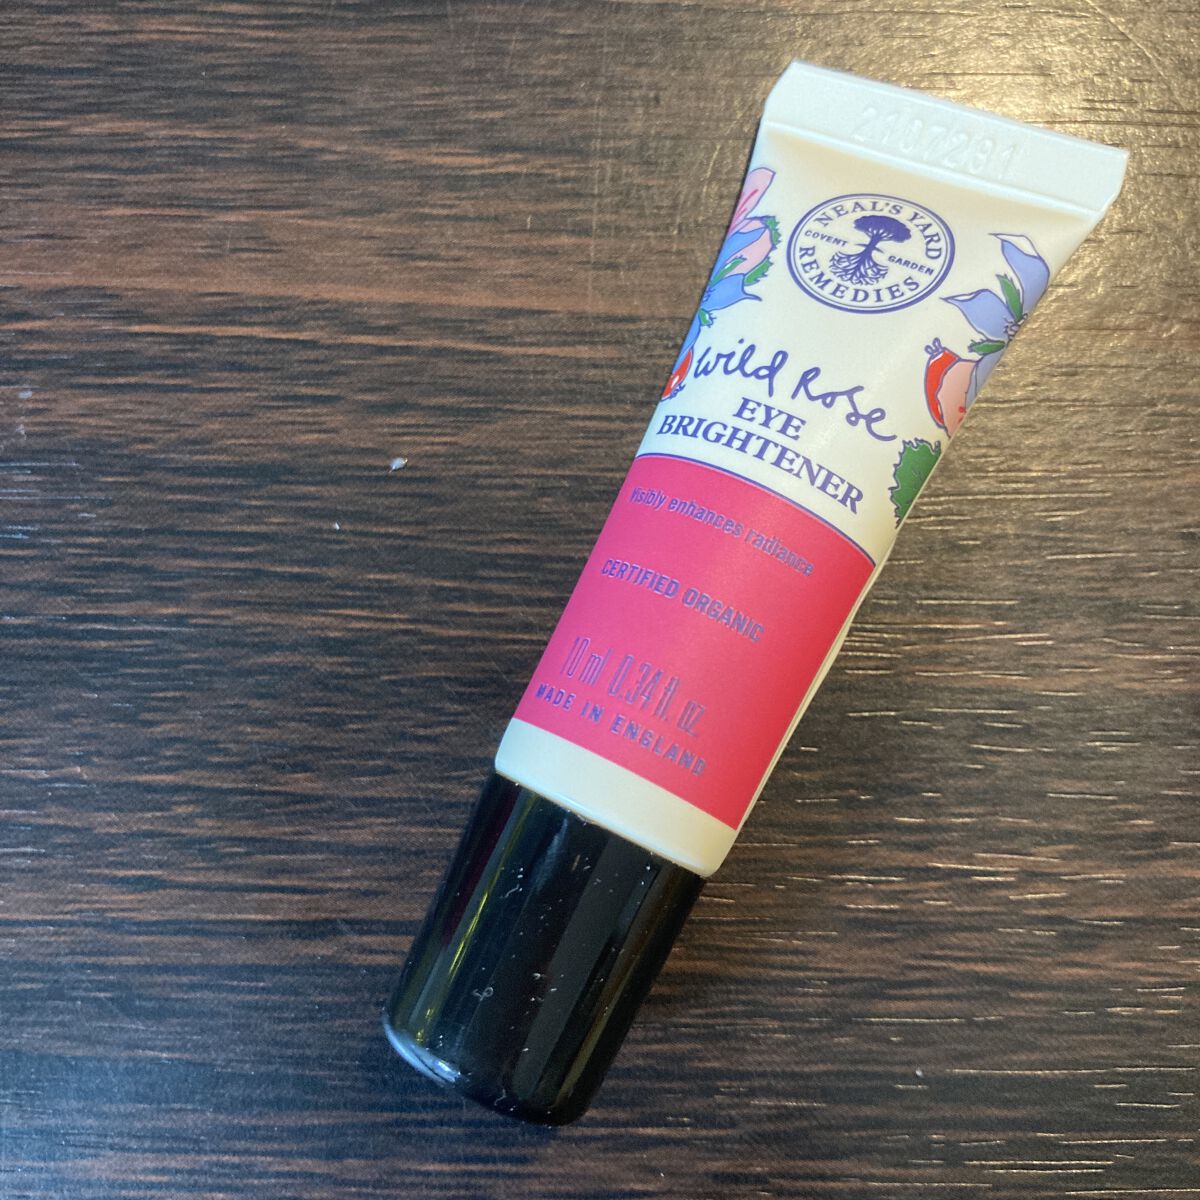 2107291
NEAL'S YARD
COVENT GARDEN
REMEDIES
Wild Rose
EYE
BRIGHTENER
Visibly enhances radiance
CERTIFIED ORGANIC
10 ml 0.34 fl. oz.
MADE IN ENGLAND